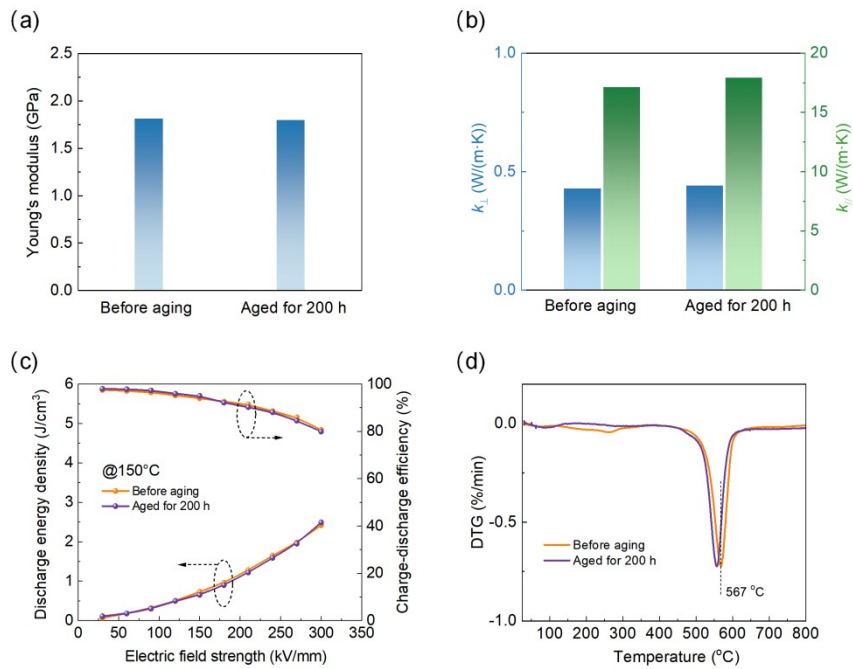 (a)
2.5
2.0
1.5
1.0
0.5
0.0
Young's modulus (GPa)
Before aging
Aged for 200 h
(b)
1.0
0.5
0.0
k⊥ (W/(m·K))
20
15
10
5
0
k// (W/(m·K))
Before aging
Aged for 200 h
(c)
6
5
4
3
2
1
0
Discharge energy density (J/cm³)
100
80
60
40
20
0
Charge-discharge efficiency (%)
@150°C
Before aging
Aged for 200 h
0 50 100 150 200 250 300 350
Electric field strength (kV/mm)
(d)
0.0
-0.5
-1.0
DTG (%/min)
Before aging
Aged for 200 h
567 °C
100 200 300 400 500 600 700 800
Temperature (°C)